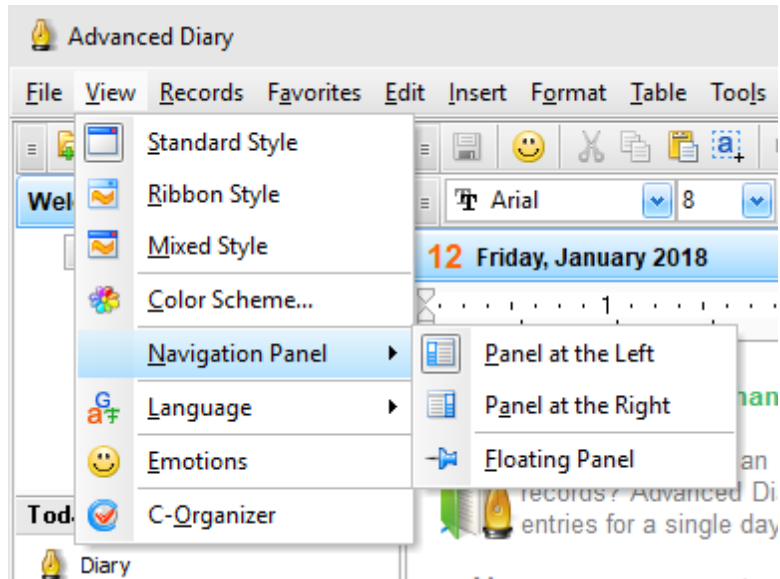 Advanced Diary
File View Records Favorites Edit Insert Format Table Tools
Standard Style
Ribbon Style
Mixed Style
Color Scheme...
Navigation Panel
Language
Emotions
C-Organizer
Panel at the Left
Panel at the Right
Floating Panel
Arial 8
12 Friday, January 2018
1
an
records? Advanced
entries for a single day
Diary